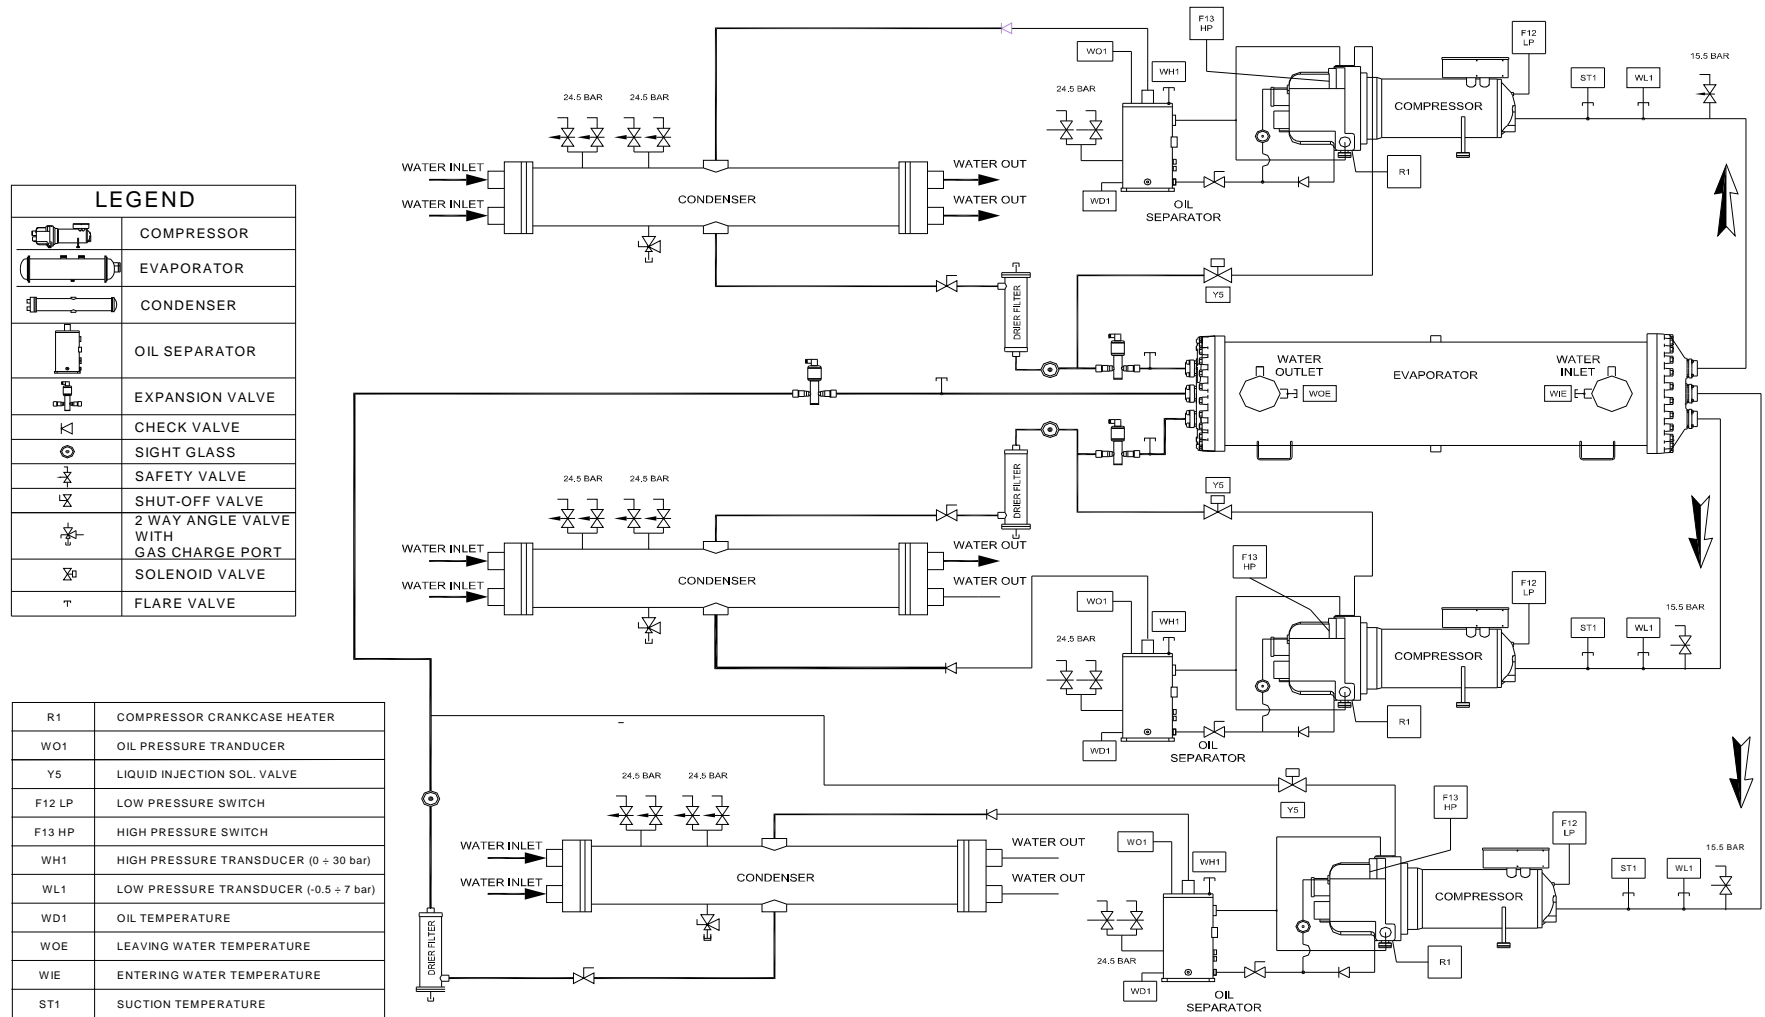 F13
HP
F12
LP
WO1
WH1
15.5 BAR
ST1
WL1
24.5 BAR
24.5 BAR
24.5 BAR
COMPRESSOR
WATER INLET
WATER OUT
CONDENSER
WATER INLET
WATER OUT
WD1
OIL
SEPARATOR
R1
LEGEND
COMPRESSOR
EVAPORATOR
CONDENSER
OIL SEPARATOR
EXPANSION VALVE
CHECK VALVE
SIGHT GLASS
SAFETY VALVE
SHUT-OFF VALVE
2 WAY ANGLE VALVE
WITH
GAS CHARGE PORT
SOLENOID VALVE
FLARE VALVE
DRIER FILTER
Y5
WATER
OUTLET
EVAPORATOR
WATER
INLET
WOE
WIE
DRIER FILTER
Y5
24.5 BAR
24.5 BAR
WATER INLET
WATER OUT
CONDENSER
WATER INLET
WATER OUT
F13
HP
F12
LP
WO1
WH1
ST1
WL1
15.5 BAR
24.5 BAR
COMPRESSOR
R1
WD1
OIL
SEPARATOR
R1 COMPRESSOR CRANKCASE HEATER
WO1 OIL PRESSURE TRANDUCER
Y5 LIQUID INJECTION SOL. VALVE
F12 LP LOW PRESSURE SWITCH
F13 HP HIGH PRESSURE SWITCH
WH1 HIGH PRESSURE TRANSDUCER (0 ÷ 30 bar)
WL1 LOW PRESSURE TRANSDUCER (-0.5 ÷ 7 bar)
WD1 OIL TEMPERATURE
WOE LEAVING WATER TEMPERATURE
WIE ENTERING WATER TEMPERATURE
ST1 SUCTION TEMPERATURE
24.5 BAR
24.5 BAR
WATER INLET
WATER OUT
CONDENSER
WATER INLET
WATER OUT
DRIER FILTER
Y5
F13
HP
F12
LP
WO1
WH1
ST1
WL1
15.5 BAR
COMPRESSOR
24.5 BAR
R1
WD1
OIL
SEPARATOR